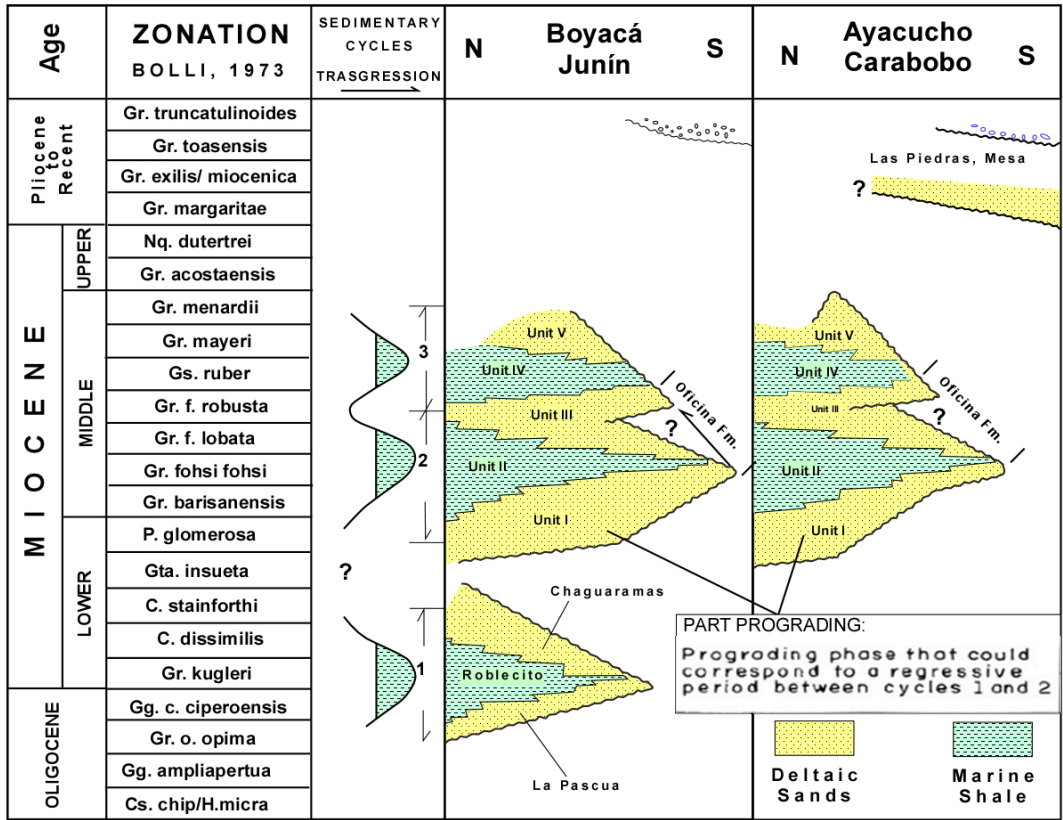 Age
ZONATION
BOLLI, 1973
SEDIMENTARY
CYCLES
TRASGRESSION
N
Boyacá
Junín
S
N
Ayacucho
Carabobo
S
Pliocene
to
Recent
MIOCENE
UPPER
MIDDLE
LOWER
OLIGOCENE
Gr. truncatulinoides
Gr. toasensis
Gr. exilis/ miocenica
Gr. margaritae
Nq. dutertrei
Gr. acostaensis
Gr. menardii
Gr. mayeri
Gs. ruber
Gr. f. robusta
Gr. f. lobata
Gr. fohsi fohsi
Gr. barisanensis
P. glomerosa
Gta. insueta
C. stainforthi
C. dissimilis
Gr. kugleri
Gg. c. ciperoensis
Gr. o. opima
Gg. ampliapertua
Cs. chip/H.micra
3
2
?
1
Unit V
Unit IV
Unit III
Unit II
Unit I
Oficina Fm.
?
Chaguaramas
Roblecito
La Pascua
Las Piedras, Mesa
?
Unit V
Unit IV
Unit III
Unit II
Unit I
Oficina Fm.
?
PART PROGRADING:
Prograding phase that could
correspond to a regressive
period between cycles 1 and 2
Deltaic
Sands
Marine
Shale